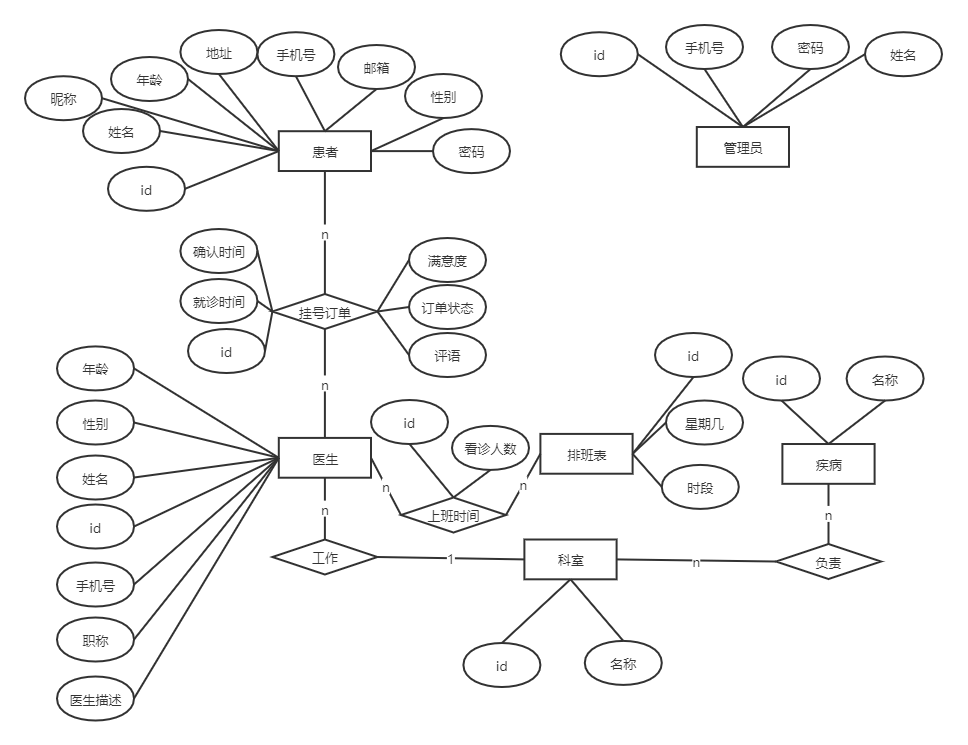 地址
手机号
邮箱
年龄
昵称
性别
姓名
患者
密码
id
id
手机号
密码
姓名
管理员
n
确认时间
满意度
就诊时间
挂号订单
订单状态
id
评语
n
年龄
性别
姓名
id
手机号
职称
医生描述
医生
id
看诊人数
n
n
上班时间
排班表
id
星期几
时段
id
名称
疾病
n
n
工作
1
科室
n
负责
id
名称